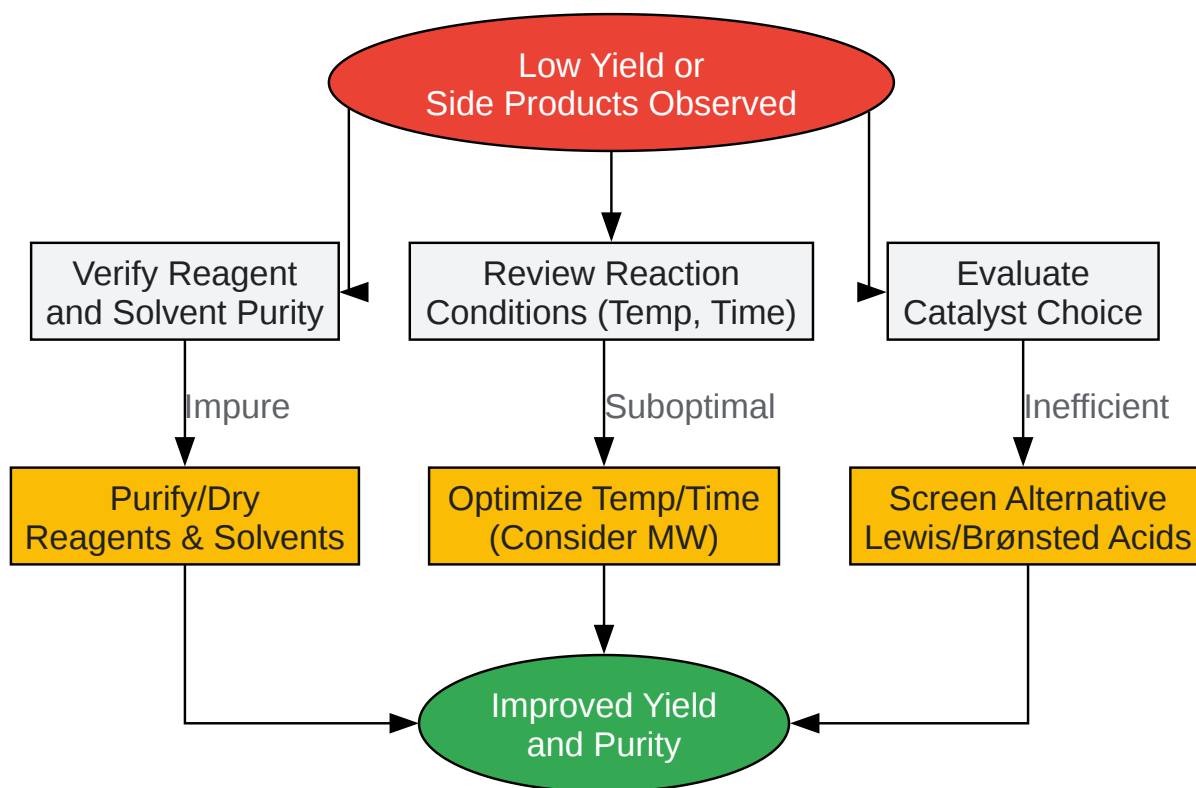 Low Yield or
Side Products Observed
Verify Reagent
and Solvent Purity
Review Reaction
Conditions (Temp, Time)
Evaluate
Catalyst Choice
Impure
Suboptimal
Inefficient
Purify/Dry
Reagents & Solvents
Optimize Temp/Time
(Consider MW)
Screen Alternative
Lewis/Brønsted Acids
Improved Yield
and Purity